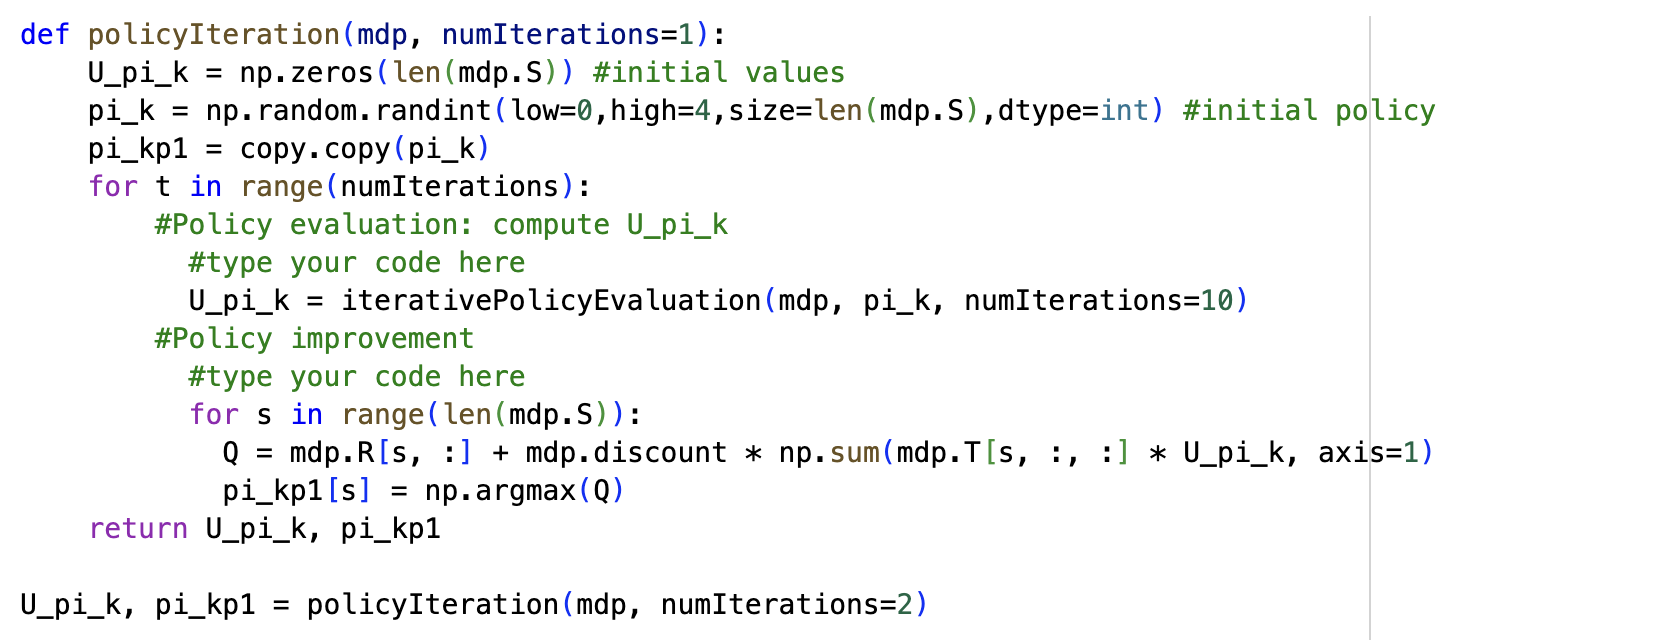 def policyIteration(mdp, numIterations=1):
    U_pi_k = np.zeros(len(mdp.S)) #initial values
    pi_k = np.random.randint(low=0,high=4,size=len(mdp.S),dtype=int) #initial policy
    pi_kp1 = copy.copy(pi_k)
    for t in range(numIterations):
        #Policy evaluation: compute U_pi_k
          #type your code here
          U_pi_k = iterativePolicyEvaluation(mdp, pi_k, numIterations=10)
        #Policy improvement
          #type your code here
          for s in range(len(mdp.S)):
            Q = mdp.R[s, :] + mdp.discount * np.sum(mdp.T[s, :, :] * U_pi_k, axis=1)
            pi_kp1[s] = np.argmax(Q)
    return U_pi_k, pi_kp1

U_pi_k, pi_kp1 = policyIteration(mdp, numIterations=2)